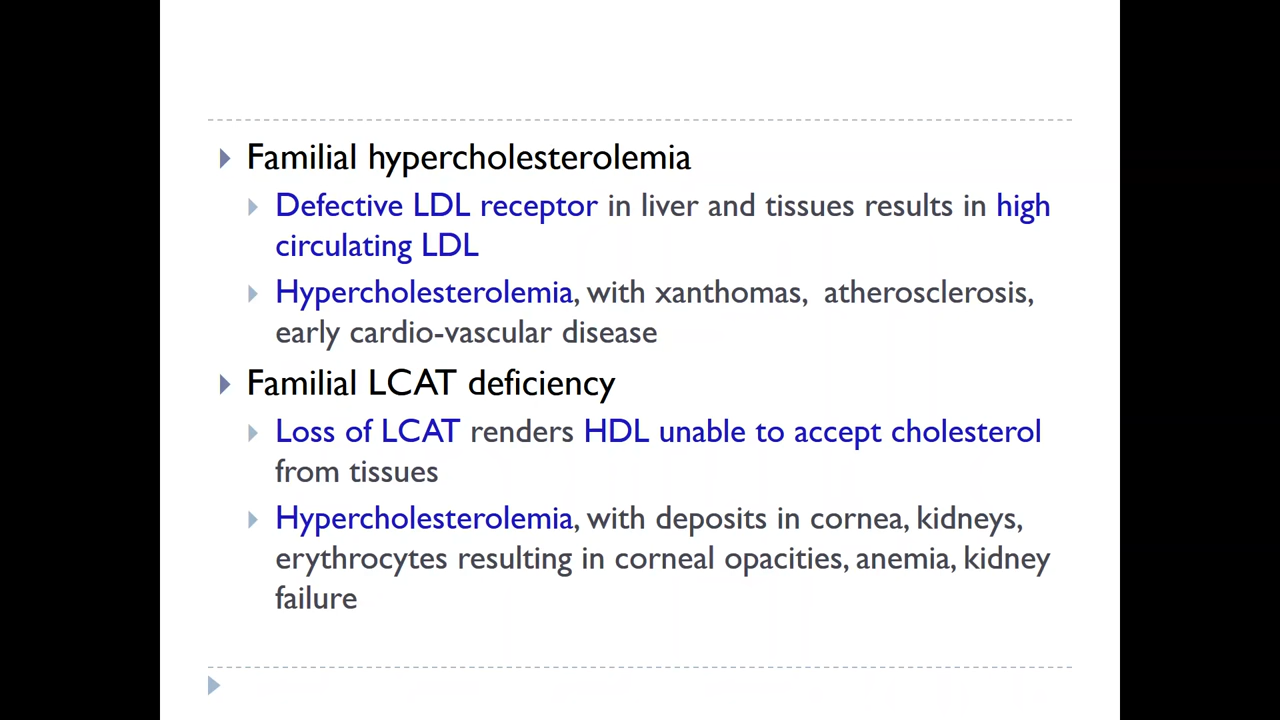 Familial hypercholesterolemia
Defective LDL receptor in liver and tissues results in high
circulating LDL
Hypercholesterolemia, with xanthomas,  atherosclerosis,
early cardio-vascular disease
Familial LCAT deficiency
Loss of LCAT renders HDL unable to accept cholesterol
from tissues
Hypercholesterolemia, with deposits in cornea, kidneys,
erythrocytes resulting in corneal opacities, anemia, kidney
failure